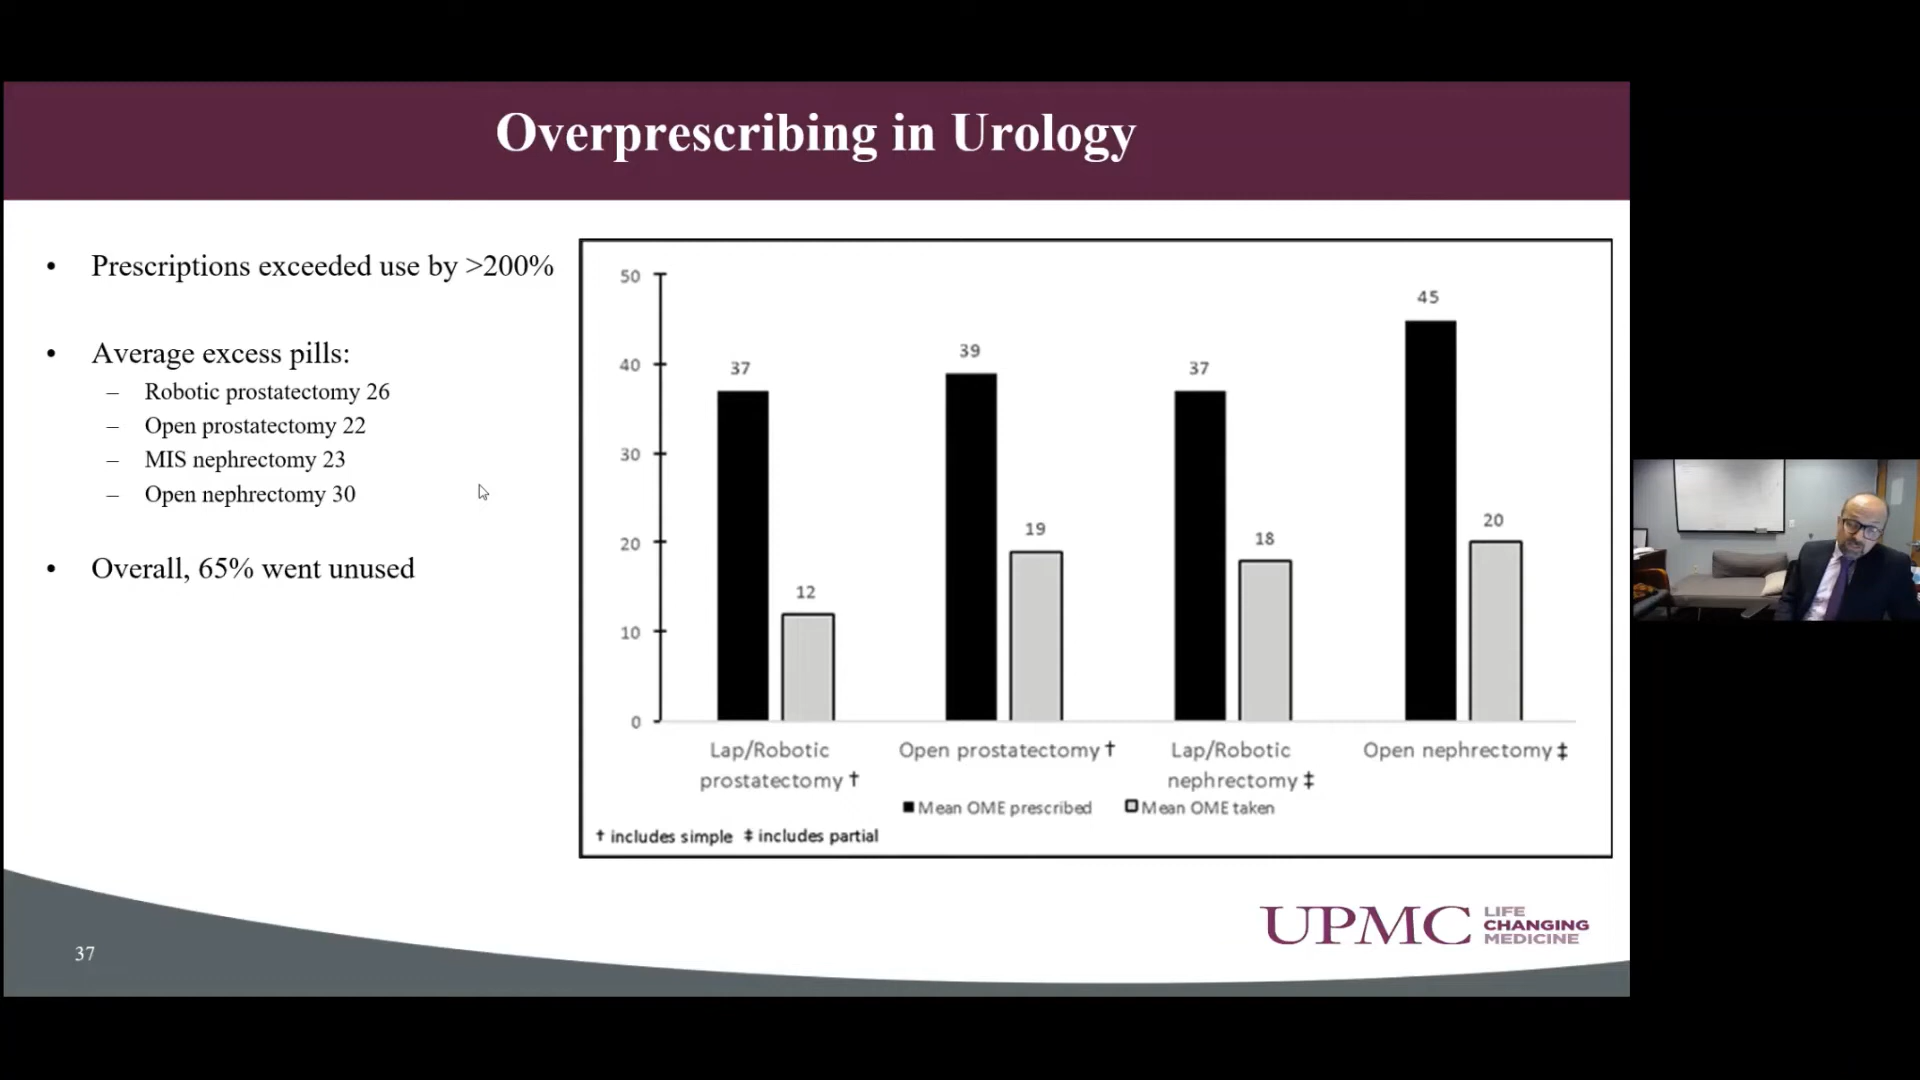 Overprescribing in Urology
• Prescriptions exceeded use by >200%
• Average excess pills:
– Robotic prostatectomy 26
– Open prostatectomy 22
– MIS nephrectomy 23
– Open nephrectomy 30
• Overall, 65% went unused
50
40
30
20
10
0
37
12
39
19
37
18
45
20
Lap/Robotic
prostatectomy †
Open prostatectomy †
Lap/Robotic
nephrectomy ‡
Open nephrectomy ‡
Mean OME prescribed
Mean OME taken
† includes simple ‡ includes partial
UPMC
LIFE
CHANGING
MEDICINE
37